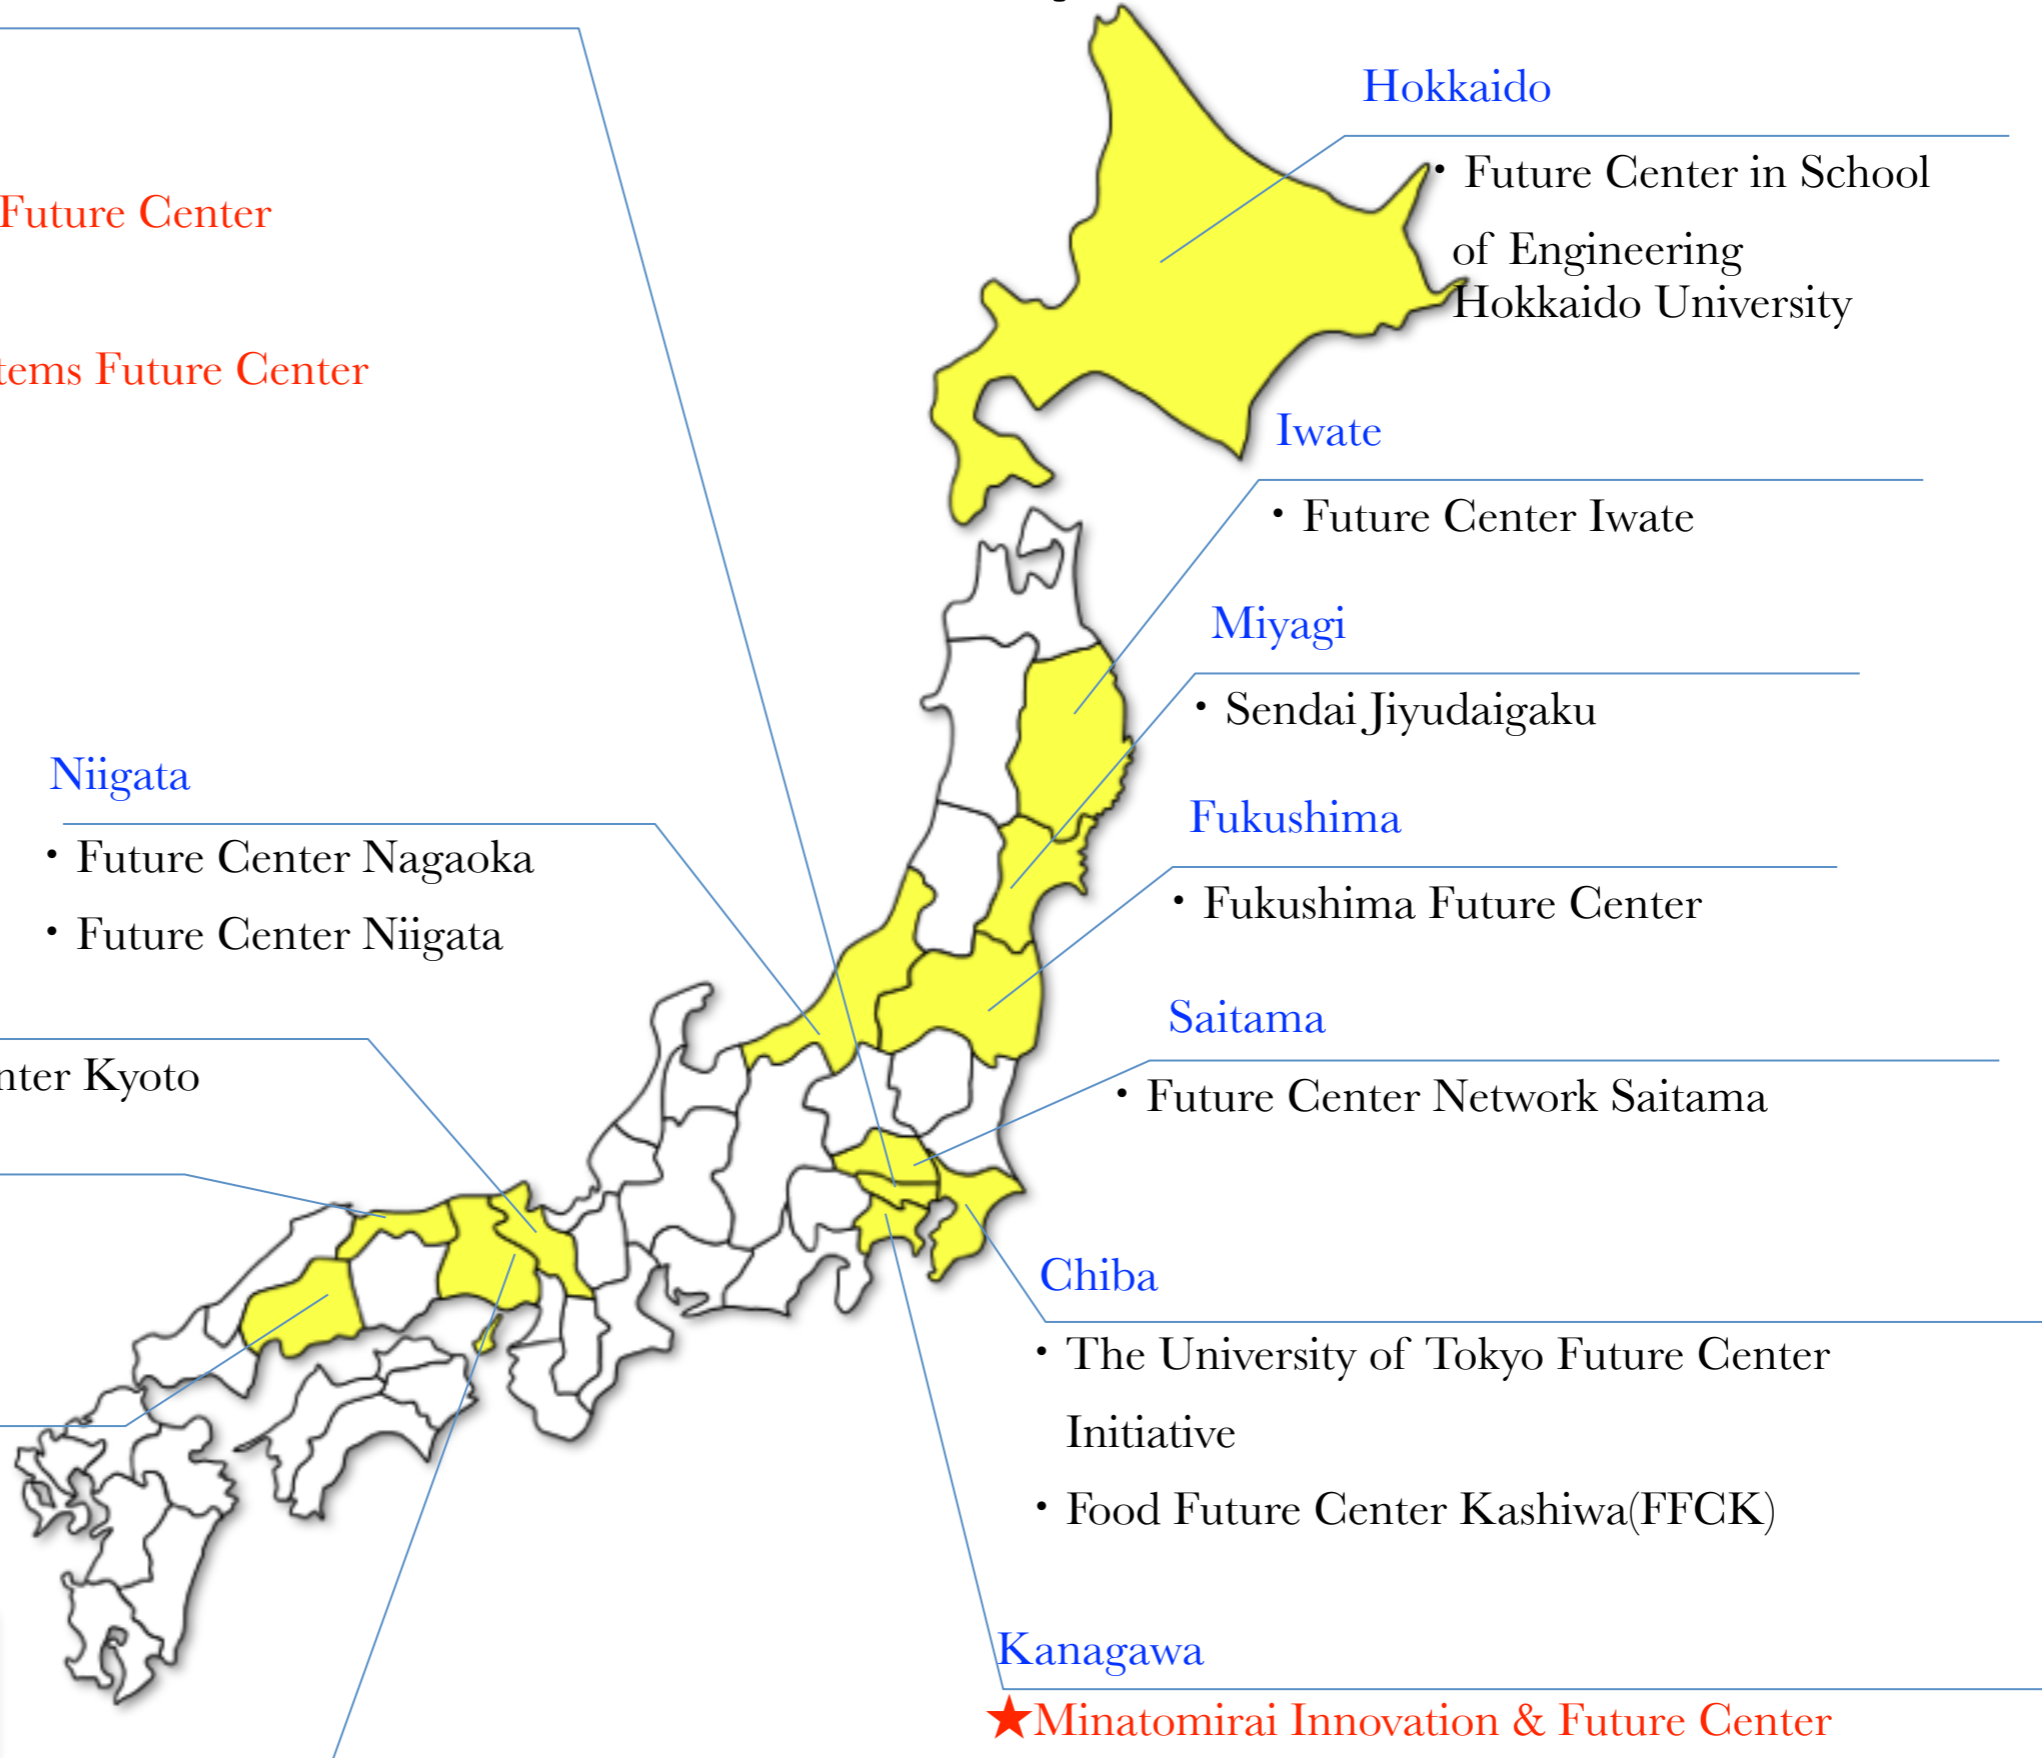 Future Center
Future Center
Niigata
・Future Center Nagaoka
・Future Center Niigata
Kyoto
Hokkaido
・Future Center in School
of Engineering
Hokkaido University
Iwate
・Future Center Iwate
Miyagi
・Sendai Jiyudaigaku
Fukushima
・Fukushima Future Center
Saitama
・Future Center Network Saitama
Chiba
・The University of Tokyo Future Center
Initiative
・Food Future Center Kashiwa(FFCK)
Kanagawa
★Minatomirai Innovation & Future Center